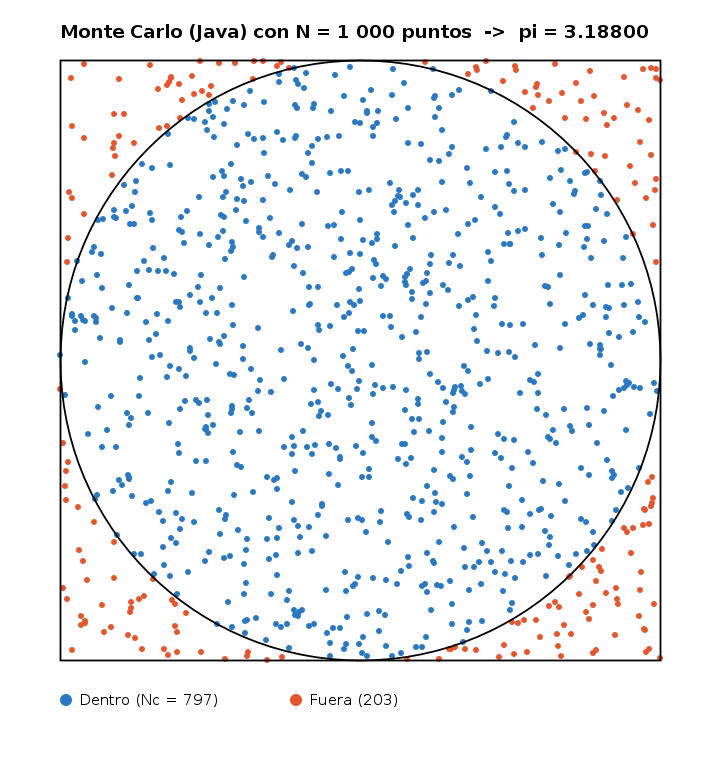 Monte Carlo (Java) con N = 1 000 puntos -> pi = 3.18800
Dentro (Nc = 797)
Fuera (203)